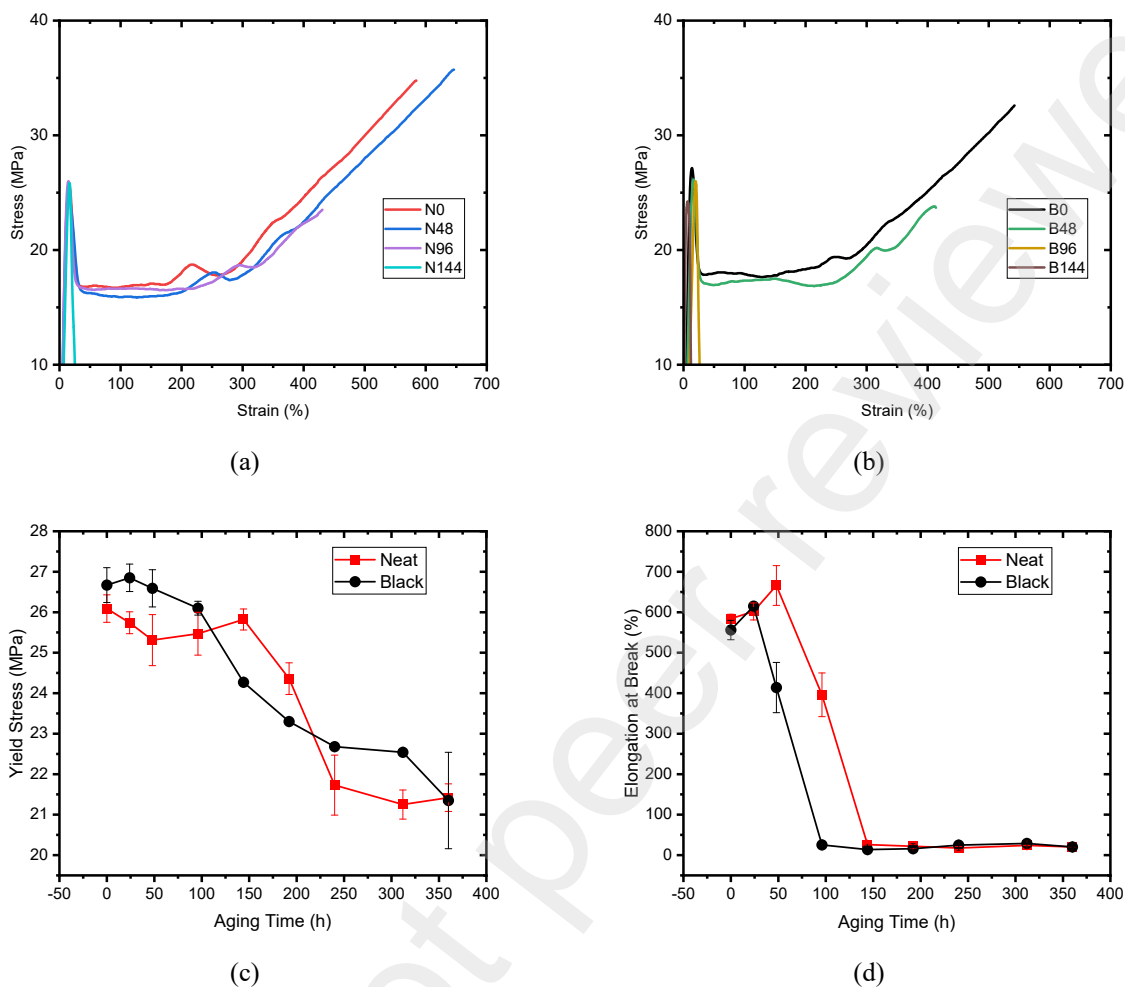 40
30
20
10
Stress (MPa)
N0
N48
N96
N144
0 100 200 300 400 500 600 700
Strain (%)
(a)
40
30
20
10
Stress (MPa)
B0
B48
B96
B144
0 100 200 300 400 500 600 700
Strain (%)
(b)
28
27
26
25
24
23
22
21
20
Yield Stress (MPa)
Neat
Black
-50 0 50 100 150 200 250 300 350 400
Aging Time (h)
(c)
800
700
600
500
400
300
200
100
0
Elongation at Break (%)
Neat
Black
-50 0 50 100 150 200 250 300 350 400
Aging Time (h)
(d)
peer reviewe